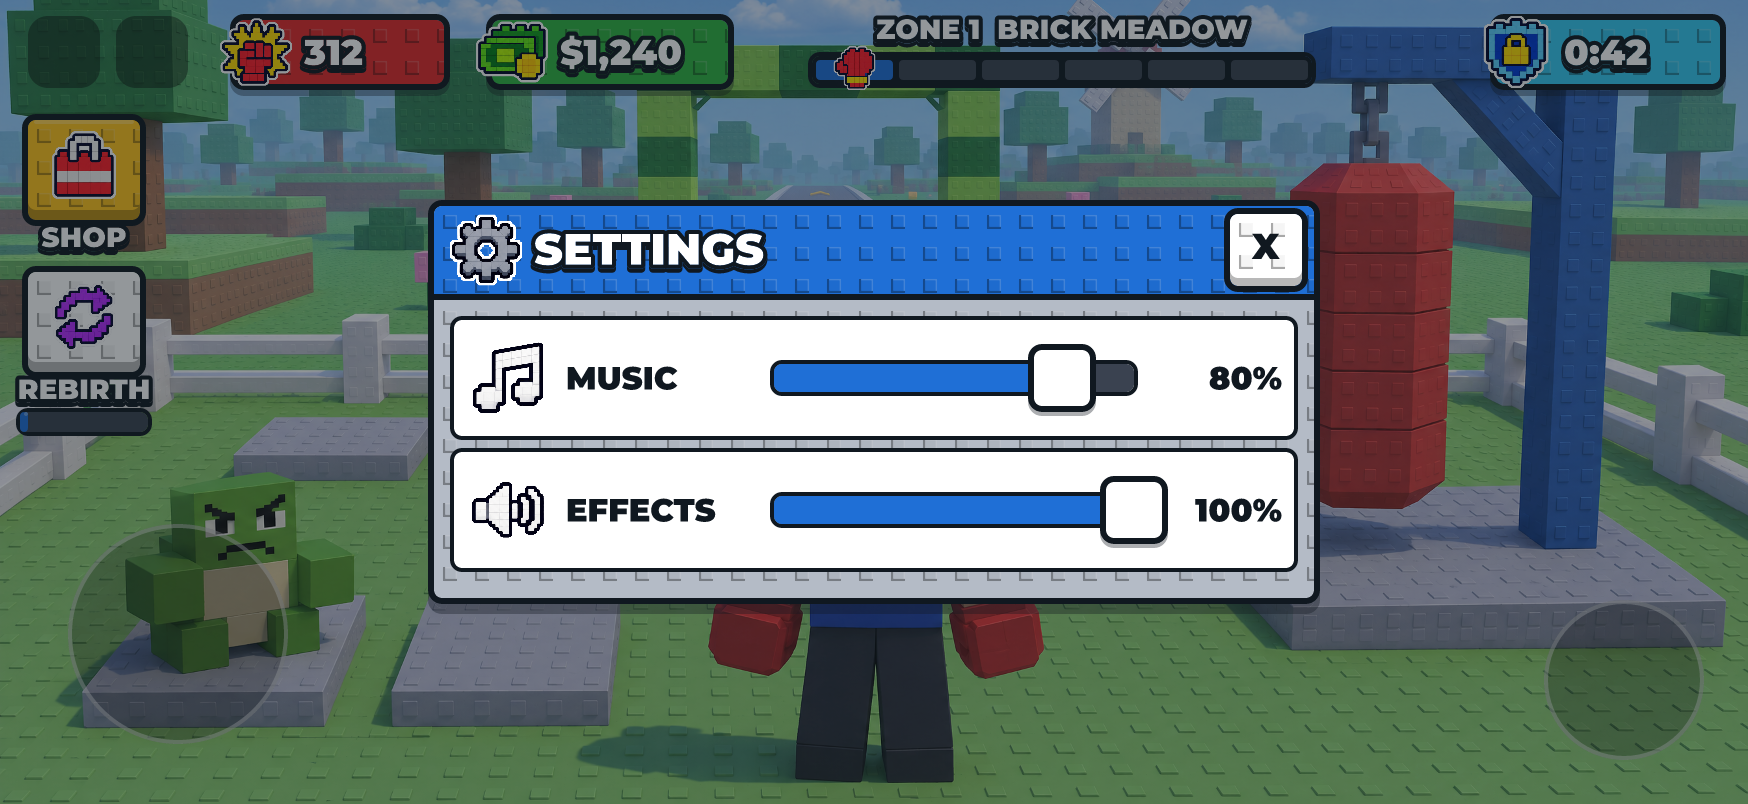 312
$1,240
ZONE 1 BRICK MEADOW
0:42
SHOP
REBIRTH
SETTINGS
X
MUSIC
80%
EFFECTS
100%